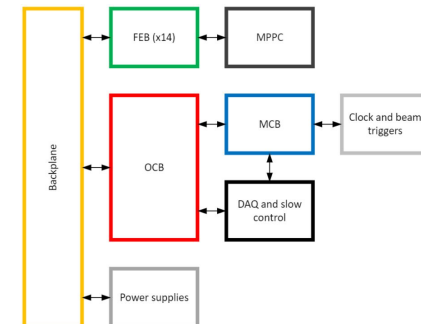 FEB (x14)
MPPC
Backplane
OCB
MCB
Clock and beam
triggers
DAQ and slow
control
Power supplies